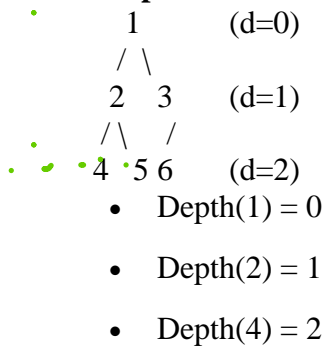 1 (d=0)
/ \
2 3 (d=1)
/ \ /
4 5 6 (d=2)
• Depth(1) = 0
• Depth(2) = 1
• Depth(4) = 2